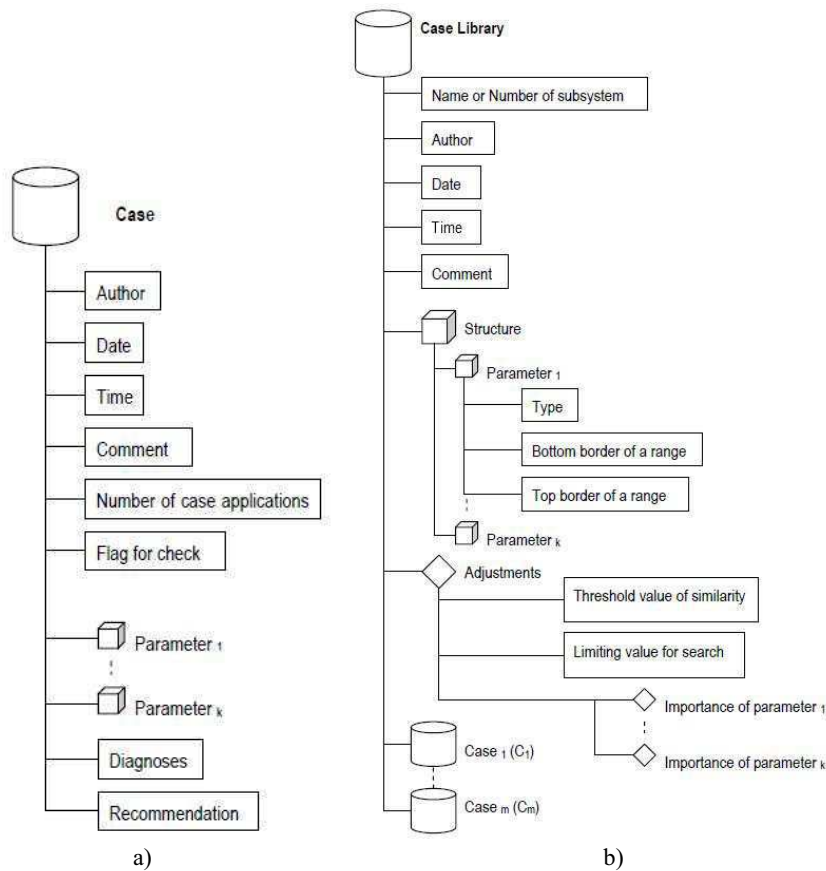 Case
Author
Date
Time
Comment
Number of case applications
Flag for check
Parameter 1
Parameter k
Diagnoses
Recommendation
a)
Case Library
Name or Number of subsystem
Author
Date
Time
Comment
Structure
Parameter 1
Type
Bottom border of a range
Top border of a range
Parameter k
Adjustments
Threshold value of similarity
Limiting value for search
Importance of parameter 1
Importance of parameter k
Case 1 (C1)
Case m (Cm)
b)